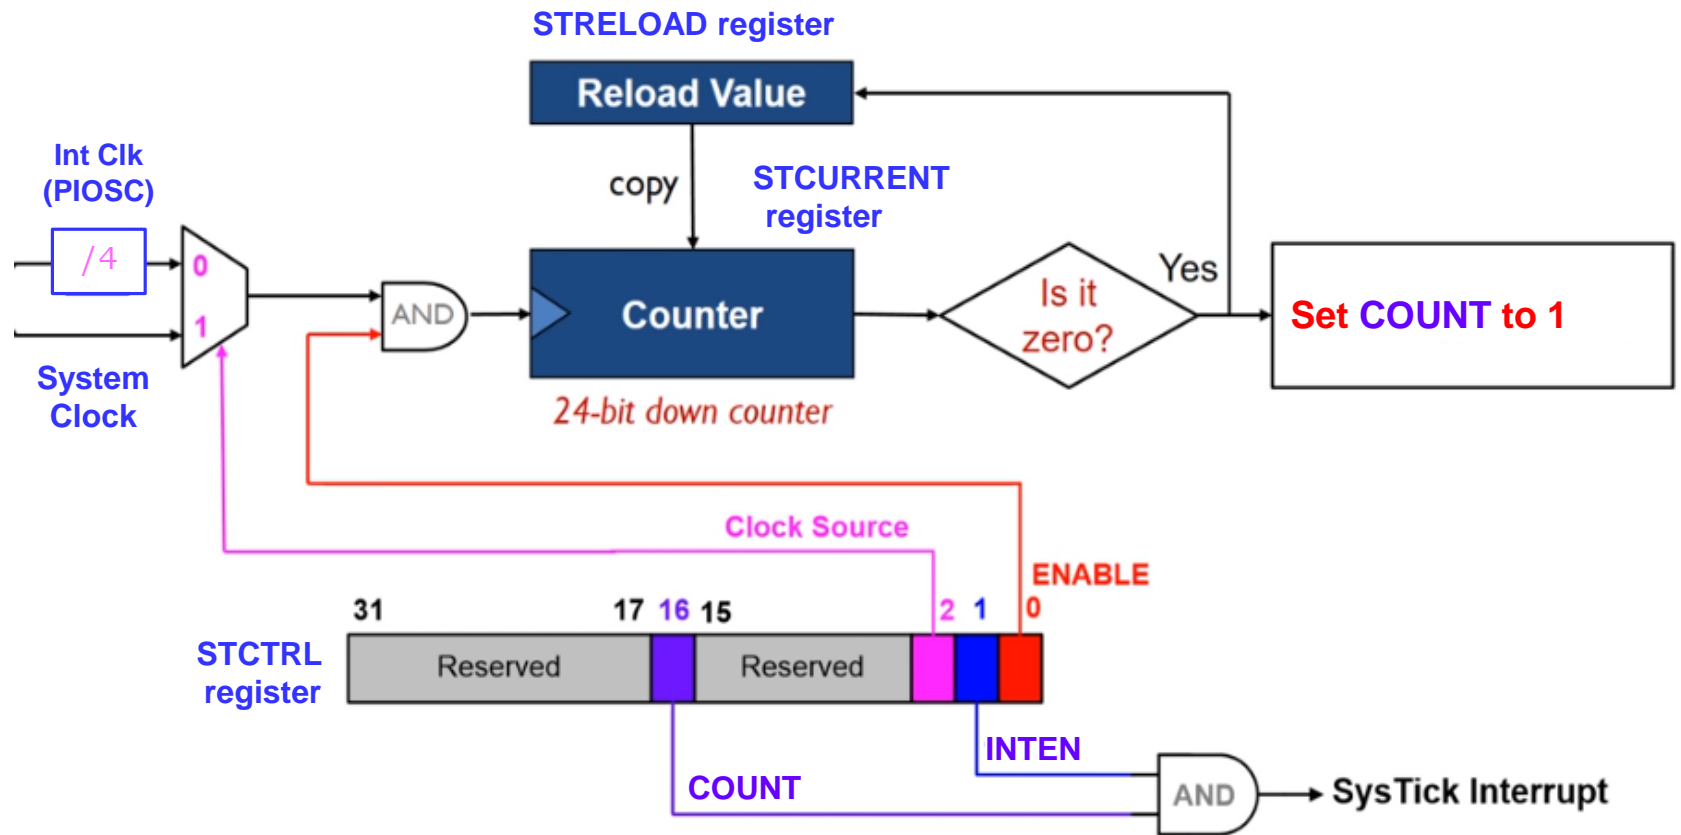 STRELOAD register
Reload Value
Int Clk
(PIOSC)
copy
STCURRENT
register
/4
0
1
AND
Counter
Is it
zero?
Yes
Set COUNT to 1
System
Clock
24-bit down counter
Clock Source
ENABLE
31
17
16
15
2
1
0
STCTRL
register
Reserved
Reserved
INTEN
COUNT
AND
SysTick Interrupt